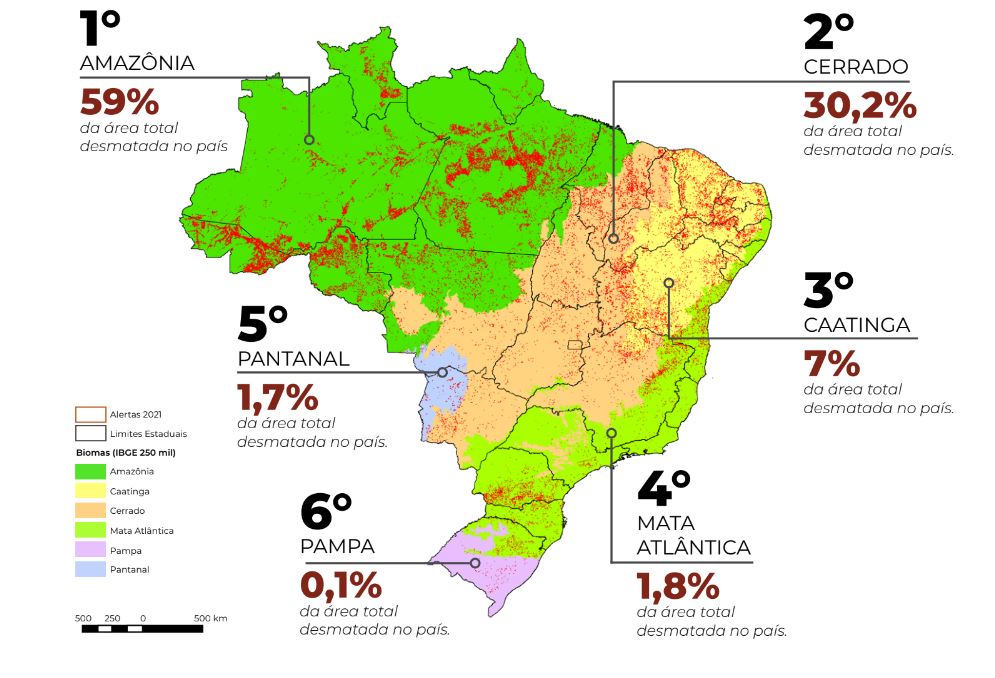 1º
AMAZÔNIA
59%
da área total
desmatada no país
2º
CERRADO
30,2%
da área total
desmatada no país.
3º
CAATINGA
7%
da área total
desmatada no país.
5º
PANTANAL
1,7%
da área total
desmatada no país.
4º
MATA
ATLÂNTICA
1,8%
da área total
desmatada no país.
6º
PAMPA
0,1%
da área total
desmatada no país.
Alertas 2021
Limites Estaduais
Biomas (IBGE 250 mil)
Amazônia
Caatinga
Cerrado
Mata Atlântica
Pampa
Pantanal
500 250 0 500 km